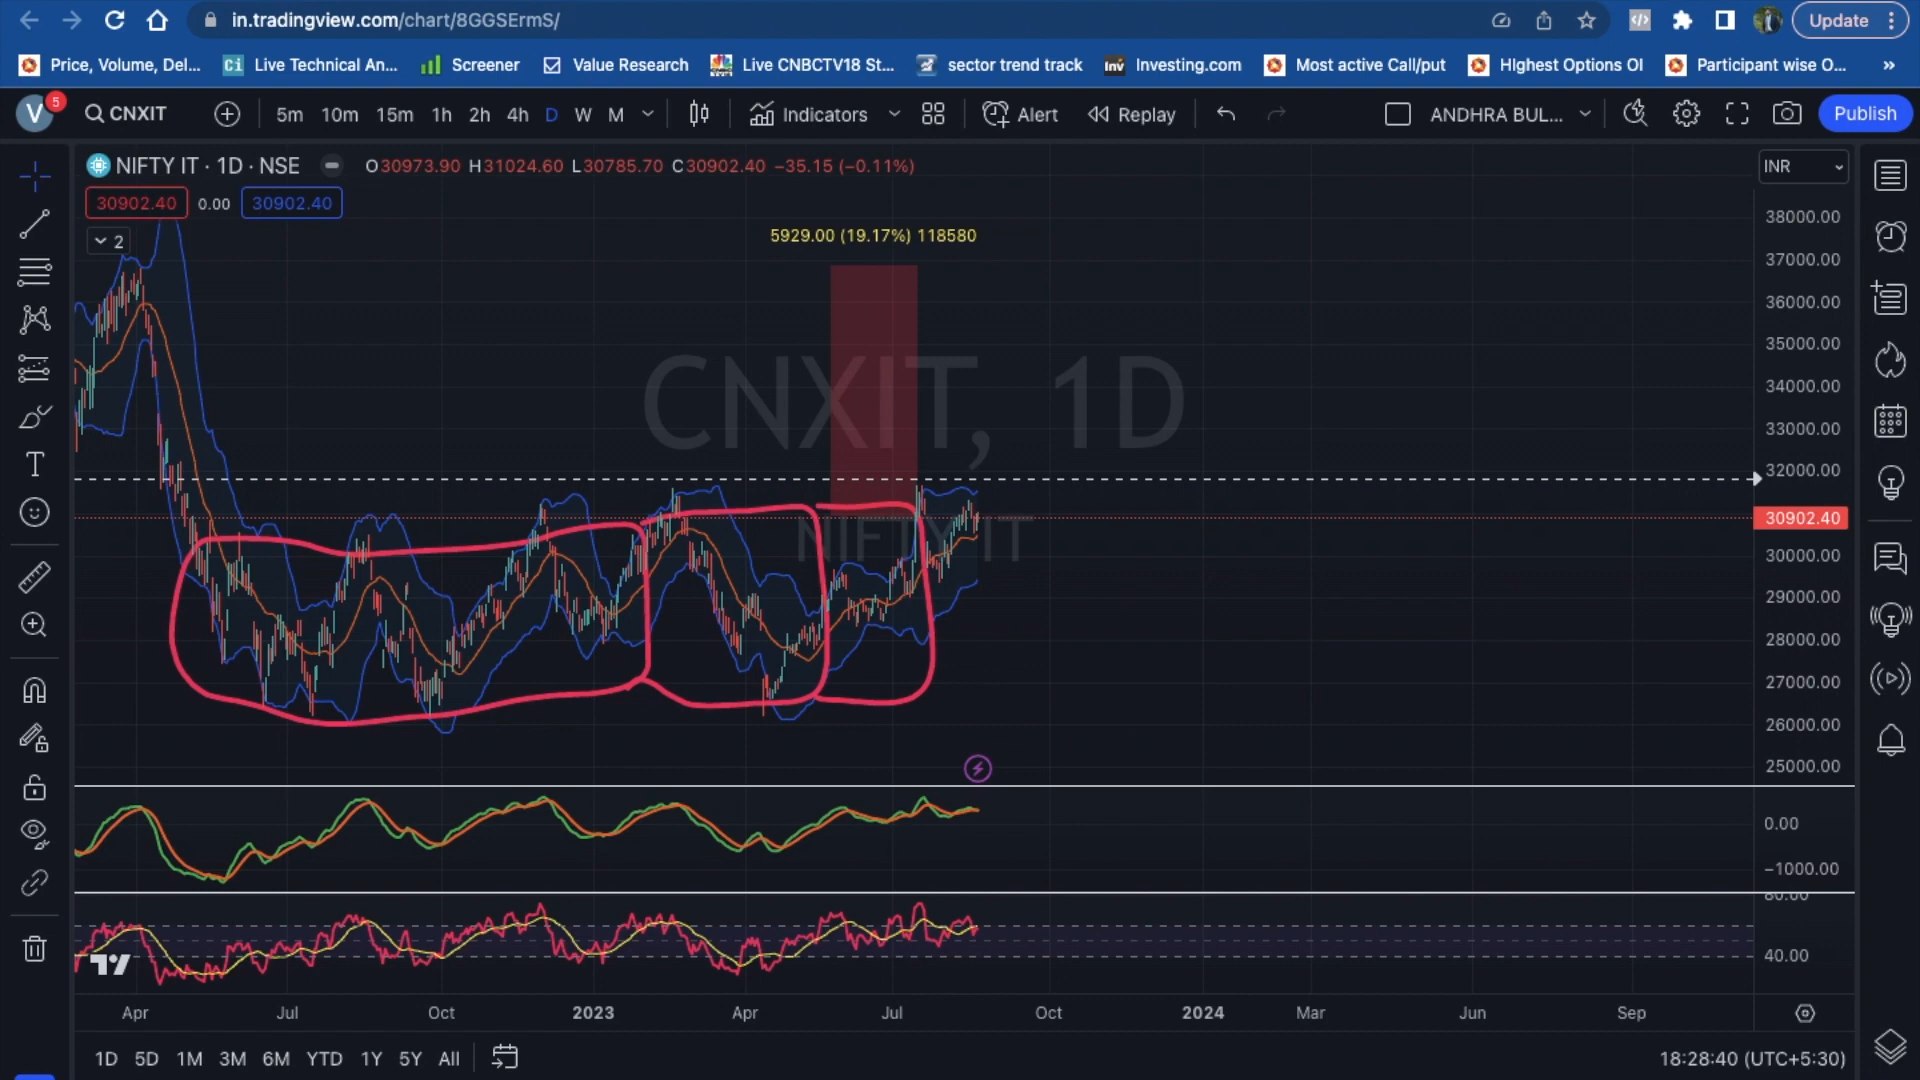 in.tradingview.com/chart/8GGSErmS/
Update
Price, Volume, Del...
Ci Live Technical An...
Screener
Value Research
Live CNBCTV18 St...
sector trend track
Inv Investing.com
Most active Call/put
HIghest Options OI
Participant wise O...
»
V 5
CNXIT
5m 10m 15m 1h 2h 4h D W M
Indicators
Alert
Replay
ANDHRA BUL...
Publish
NIFTY IT · 1D · NSE
O30973.90 H31024.60 L30785.70 C30902.40 −35.15 (−0.11%)
INR
30902.40 0.00 30902.40
2
5929.00 (19.17%) 118580
CNXIT, 1D
NIFTY IT
38000.00
37000.00
36000.00
35000.00
34000.00
33000.00
32000.00
30902.40
30000.00
29000.00
28000.00
27000.00
26000.00
25000.00
0.00
−1000.00
80.00
40.00
Apr Jul Oct 2023 Apr Jul Oct 2024 Mar Jun Sep
1D 5D 1M 3M 6M YTD 1Y 5Y All
18:28:40 (UTC+5:30)